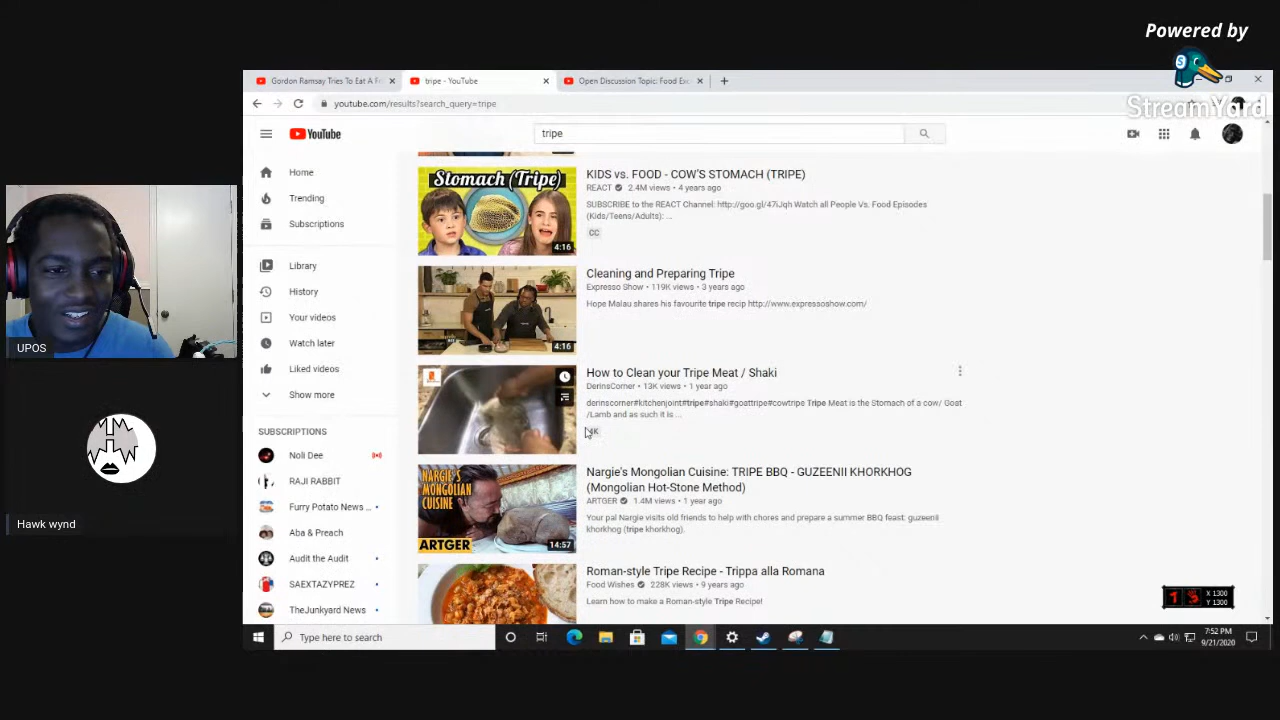 Powered by
StreamYard
Gordon Ramsay Tries To Eat A F
tripe - YouTube
Open Discussion Topic: Food Exc
youtube.com/results?search_query=tripe
YouTube
tripe
Home
Trending
Subscriptions
Library
History
Your videos
Watch later
Liked videos
Show more
SUBSCRIPTIONS
Noli Dee
RAJI RABBIT
Furry Potato News ...
Aba & Preach
Audit the Audit
SAEXTAZYPREZ
TheJunkyard News
Stomach (Tripe)
4:16
KIDS vs. FOOD - COW'S STOMACH (TRIPE)
REACT 2.4M views • 4 years ago
SUBSCRIBE to the REACT Channel: http://goo.gl/47iJqh Watch all People Vs. Food Episodes
(Kids/Teens/Adults): ...
CC
4:16
Cleaning and Preparing Tripe
Expresso Show • 119K views • 3 years ago
Hope Malau shares his favourite tripe recip http://www.expressoshow.com/
How to Clean your Tripe Meat / Shaki
DerinsCorner • 13K views • 1 year ago
derinscorner#kitchenjoint#tripe#shaki#goattripe#cowtripe Tripe Meat is the Stomach of a cow/ Goat
/Lamb and as such it is ...
4K
NARGIE'S
MONGOLIAN
CUISINE
ARTGER
14:57
Nargie's Mongolian Cuisine: TRIPE BBQ - GUZEENII KHORKHOG
(Mongolian Hot-Stone Method)
ARTGER 1.4M views • 1 year ago
Your pal Nargie visits old friends to help with chores and prepare a summer BBQ feast: guzeenii
khorkhog (tripe khorkhog).
Roman-style Tripe Recipe - Trippa alla Romana
Food Wishes 228K views • 9 years ago
Learn how to make a Roman-style Tripe Recipe!
UPOS
Hawk wynd
X 1300
Y 1300
Type here to search
7:52 PM
9/21/2020